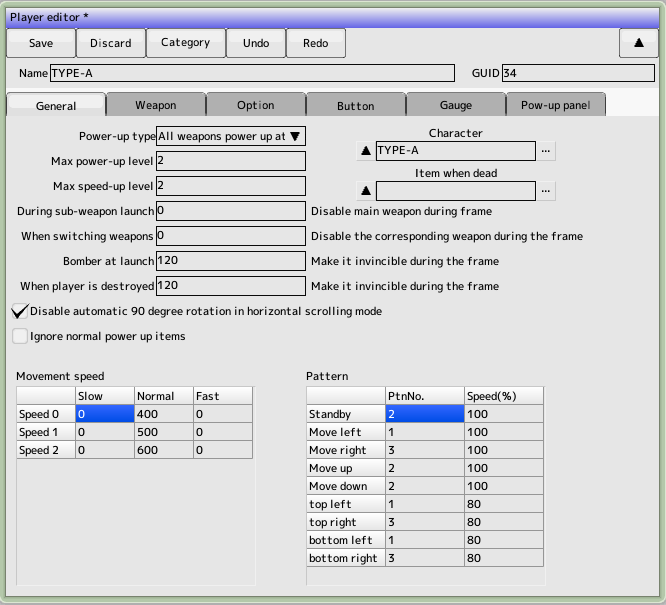 Player editor *
Save Discard Category Undo Redo ▲
Name TYPE-A GUID 34
General Weapon Option Button Gauge Pow-up panel
Power-up type All weapons power up at ▼ Character
Max power-up level 2 ▲ TYPE-A ...
Max speed-up level 2 Item when dead
▲ ...
During sub-weapon launch 0 Disable main weapon during frame
When switching weapons 0 Disable the corresponding weapon during the frame
Bomber at launch 120 Make it invincible during the frame
When player is destroyed 120 Make it invincible during the frame
Disable automatic 90 degree rotation in horizontal scrolling mode
Ignore normal power up items
Movement speed
Slow Normal Fast
Speed 0 0 400 0
Speed 1 0 500 0
Speed 2 0 600 0
Pattern
PtnNo. Speed(%)
Standby 2 100
Move left 1 100
Move right 3 100
Move up 2 100
Move down 2 100
top left 1 80
top right 3 80
bottom left 1 80
bottom right 3 80